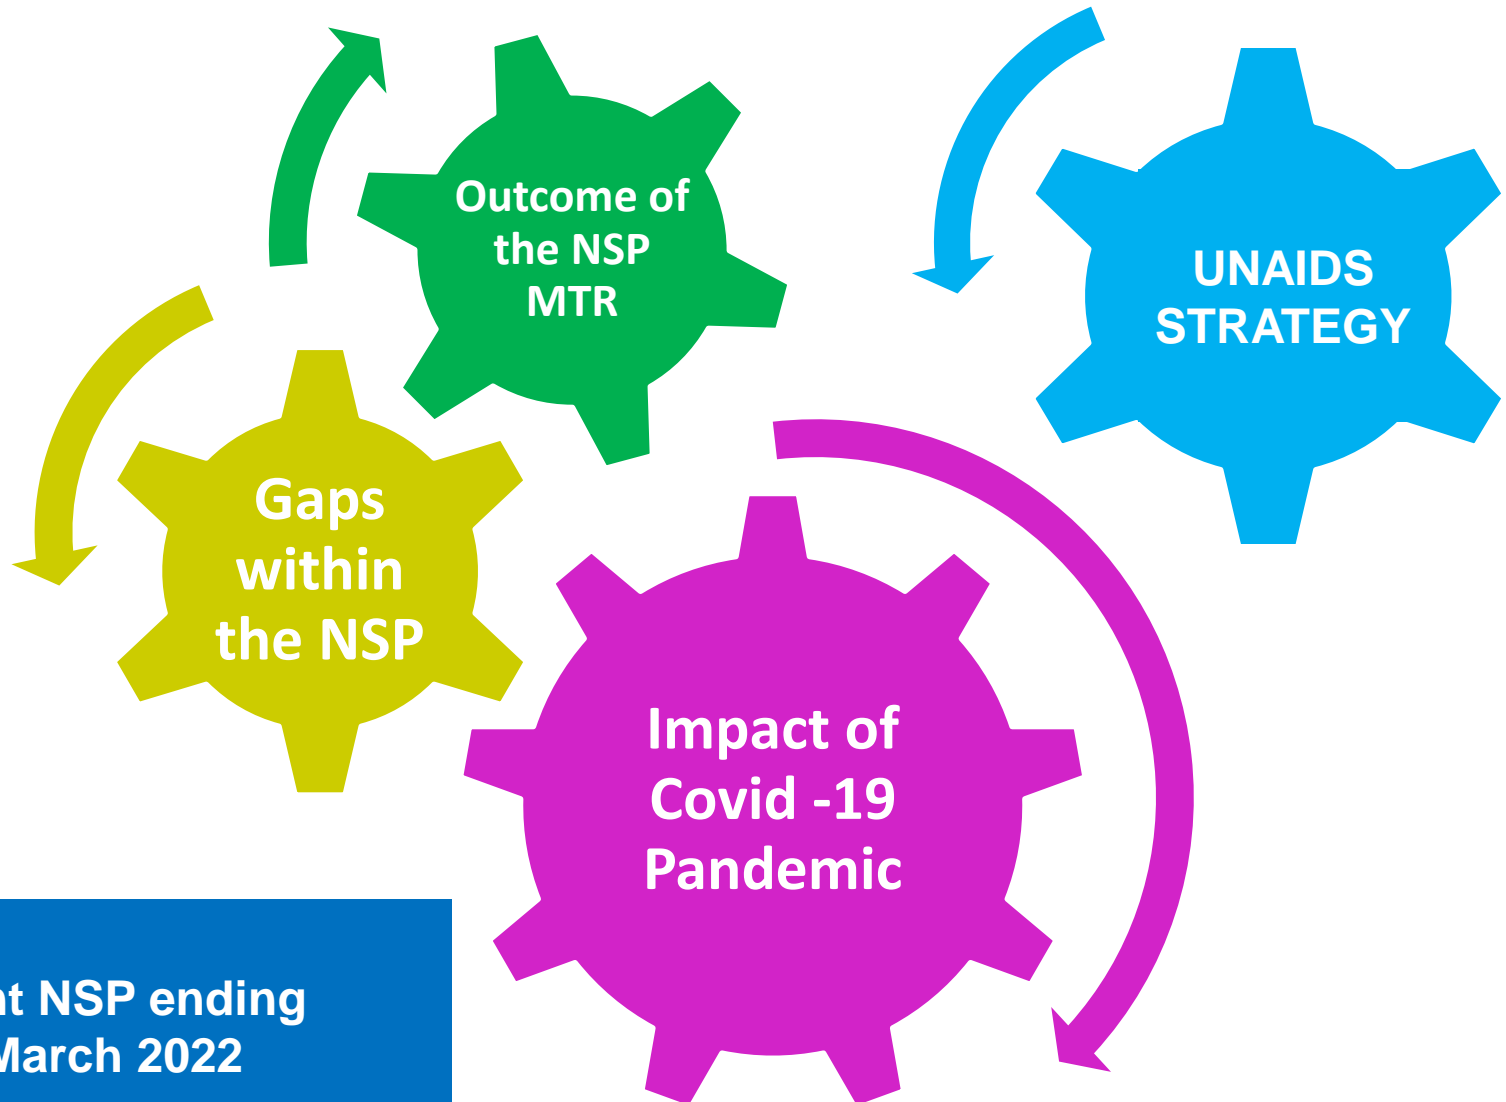 Outcome of
the NSP
MTR
UNAIDS
STRATEGY
Gaps
within
the NSP
Impact of
Covid -19
Pandemic
NSP ending
March 2022